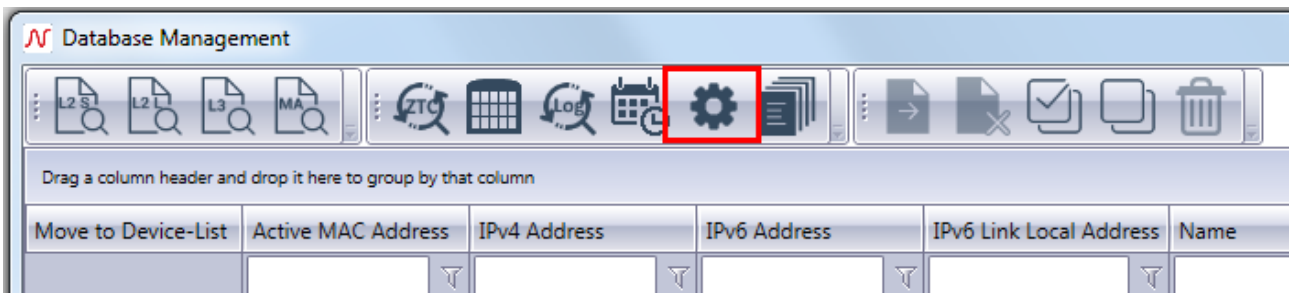 Database Management
L2 S L2 L L3 MA ZTC Log
Drag a column header and drop it here to group by that column
Move to Device-List Active MAC Address IPv4 Address IPv6 Address IPv6 Link Local Address Name